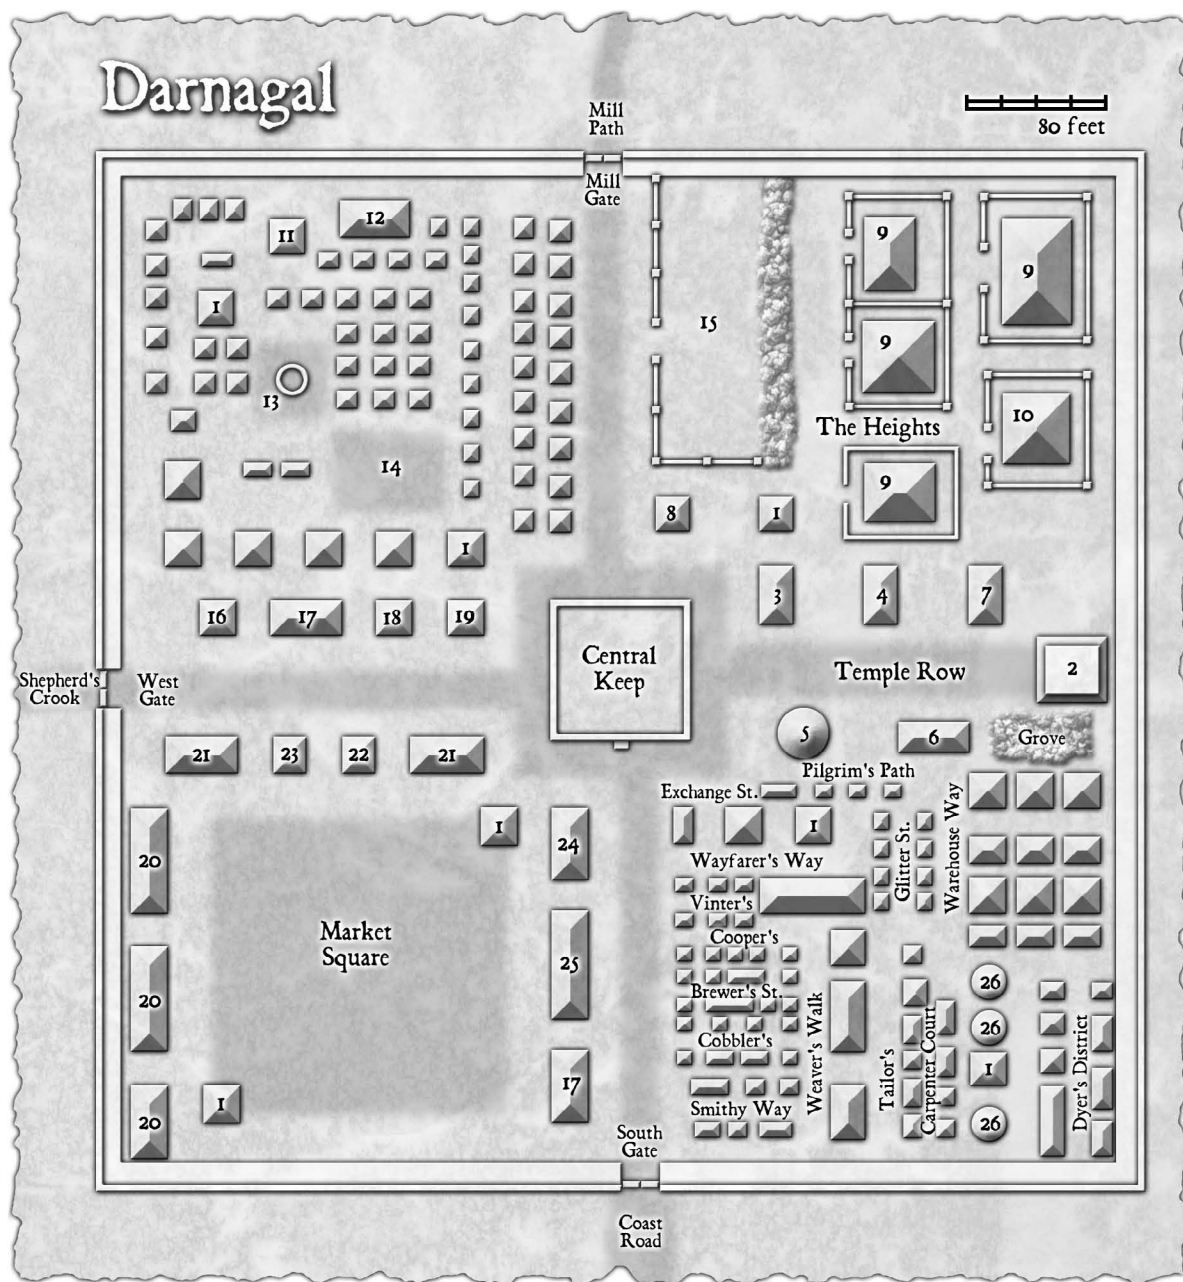 Darnagal
Mill
Path
80 feet
Mill
Gate
12
11
9
9
1
15
9
13
10
The Heights
14
9
8
1
1
3
4
7
16
17
18
19
Central
Keep
Temple Row
2
Shepherd's
Crook
West
Gate
5
6
Grove
21
23
22
21
Pilgrim's Path
Exchange St.
1
1
24
20
Glitter St.
Warehouse Way
Wayfarer's Way
Vinter's
Market
Square
Cooper's
25
26
20
Brewer's St.
26
Weaver's Walk
Tailor's
Carpenter Court
Dyer's District
Cobbler's
1
17
1
20
Smithy Way
26
South
Gate
Coast
Road